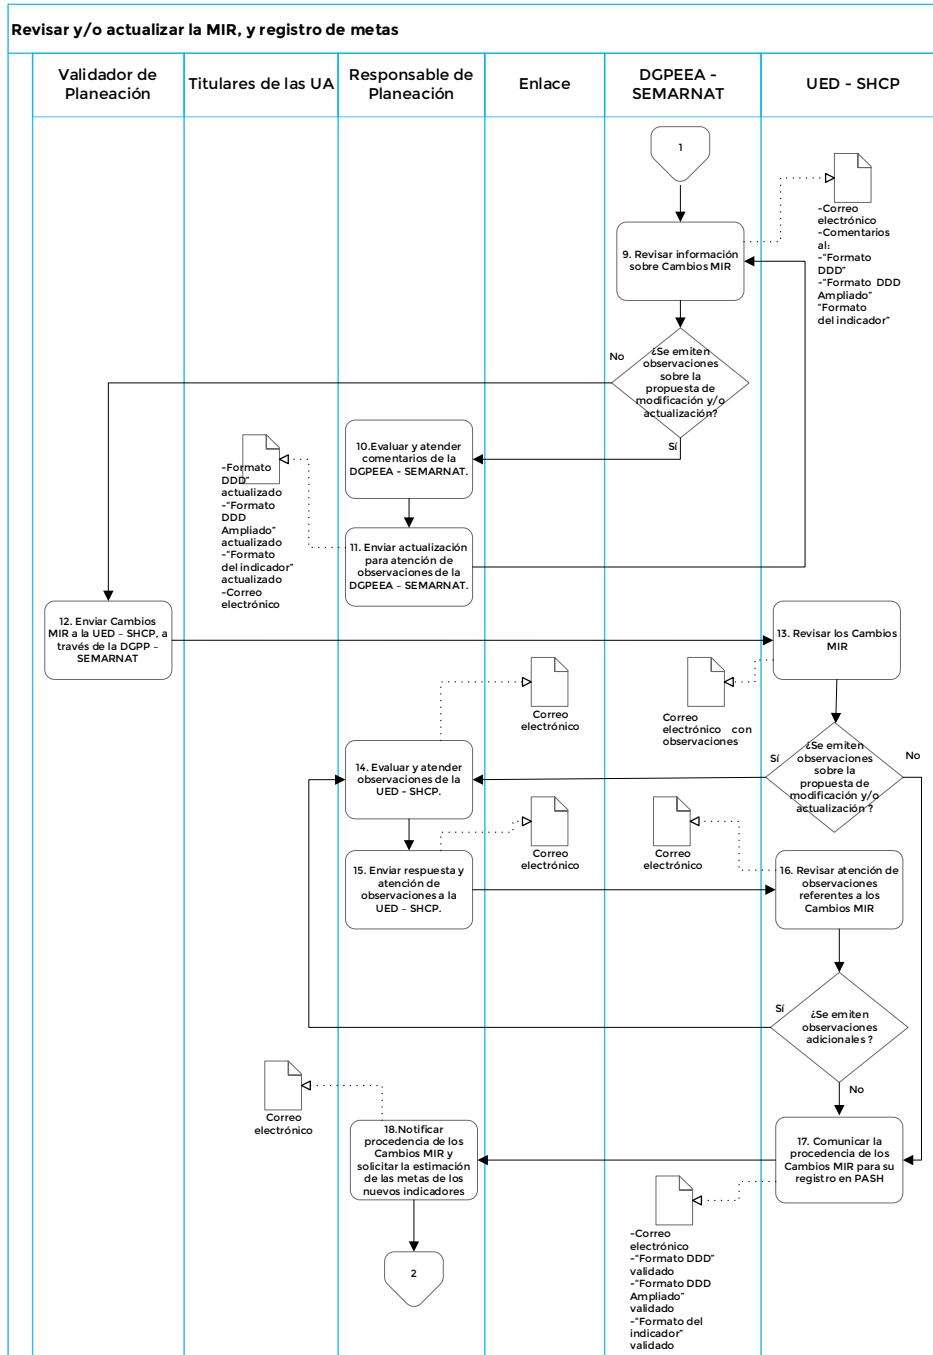 Revisar y/o actualizar la MIR, y registro de metas
Validador de
Planeación
Titulares de las UA
Responsable de
Planeación
Enlace
DGPEEA -
SEMARNAT
UED - SHCP
1
-Correo
electrónico
-Comentarios
al:
-"Formato
DDD"
-"Formato DDD
Ampliado"
"Formato
del indicador"
9. Revisar información
sobre Cambios MIR
No
¿Se emiten
observaciones
sobre la
propuesta de
modificación y/o
actualización?
Sí
10.Evaluar y atender
comentarios de la
DGPEEA - SEMARNAT.
-Formato
DDD"
actualizado
-"Formato
DDD
Ampliado"
actualizado
-"Formato
del indicador"
actualizado
-Correo
electrónico
11. Enviar actualización
para atención de
observaciones de la
DGPEEA – SEMARNAT.
12. Enviar Cambios
MIR a la UED – SHCP, a
través de la DGPP –
SEMARNAT
13. Revisar los Cambios
MIR
Correo
electrónico
Correo
electrónico con
observaciones
Sí
¿Se emiten
observaciones
sobre la
propuesta de
modificación y/o
actualización ?
No
14. Evaluar y atender
observaciones de la
UED - SHCP.
Correo
electrónico
Correo
electrónico
15. Enviar respuesta y
atención de
observaciones a la
UED – SHCP.
16. Revisar atención de
observaciones
referentes a los
Cambios MIR
Sí
¿Se emiten
observaciones
adicionales ?
No
Correo
electrónico
18.Notificar
procedencia de los
Cambios MIR y
solicitar la estimación
de las metas de los
nuevos indicadores
17. Comunicar la
procedencia de los
Cambios MIR para su
registro en PASH
-Correo
electrónico
-"Formato DDD"
validado
-"Formato DDD
Ampliado"
validado
-"Formato del
indicador"
validado
2